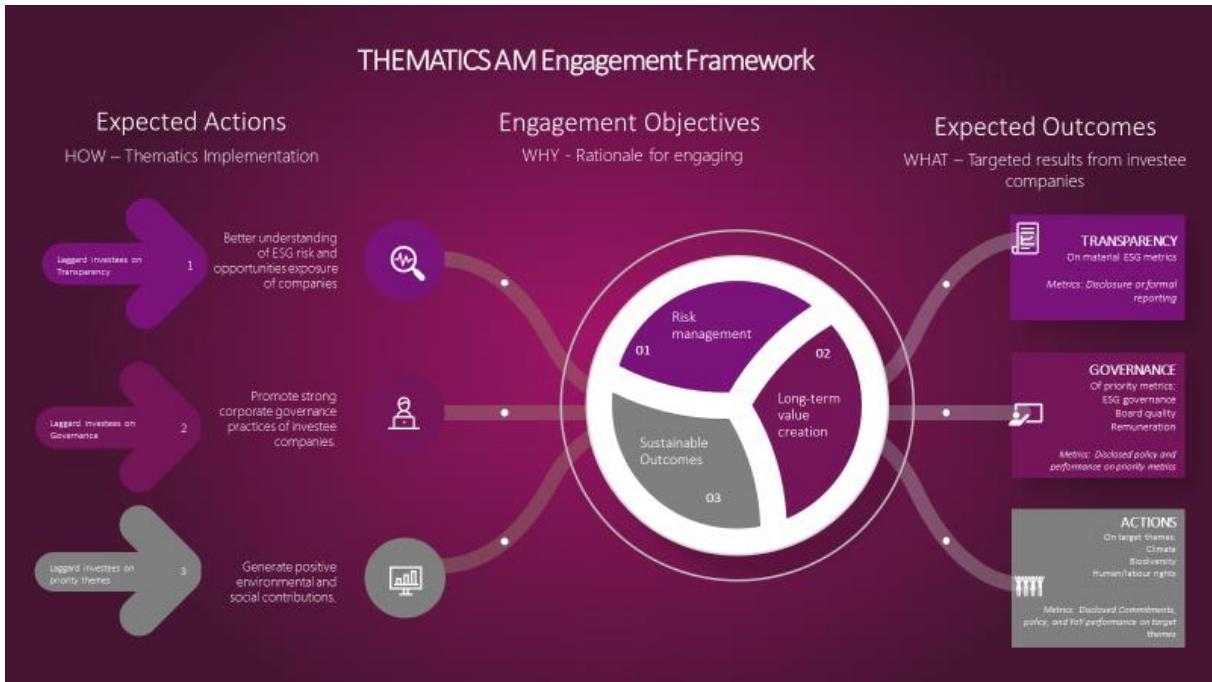 THEMATICS AM Engagement Framework
Expected Actions
HOW – Thematics Implementation
Engagement Objectives
WHY - Rationale for engaging
Expected Outcomes
WHAT – Targeted results from investee
companies
Laggard investees on
Transparency
1
Better understanding
of ESG risk and
opportunities exposure
of companies
Laggard investees on
Governance
2
Promote strong
corporate governance
practices of investee
companies.
Laggard investees on
priority themes
3
Generate positive
environmental and
social contributions.
Risk
management
01
02
Long-term
value
creation
Sustainable
Outcomes
03
TRANSPARENCY
On material ESG metrics
Metrics: Disclosure or formal
reporting
GOVERNANCE
Of priority metrics:
ESG governance
Board quality
Remuneration
Metrics: Disclosed policy and
performance on priority metrics
ACTIONS
On target themes:
Climate
Biodiversity
Human/labour rights
Metrics: Disclosed Commitments,
policy, and YoY performance on target
themes